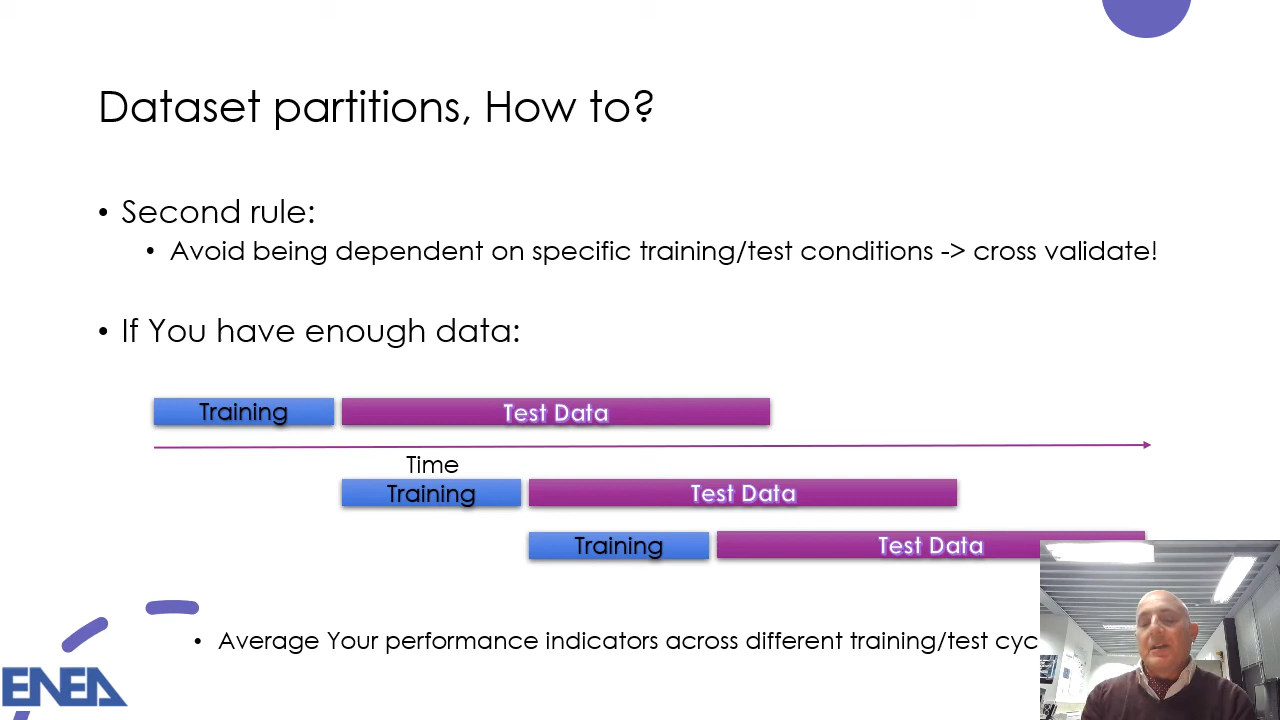 Dataset partitions, How to?
• Second rule:
• Avoid being dependent on specific training/test conditions -> cross validate!
• If You have enough data:
Training Test Data
Time
Training Test Data
Training Test Data
• Average Your performance indicators across different training/test cyc
ENEA